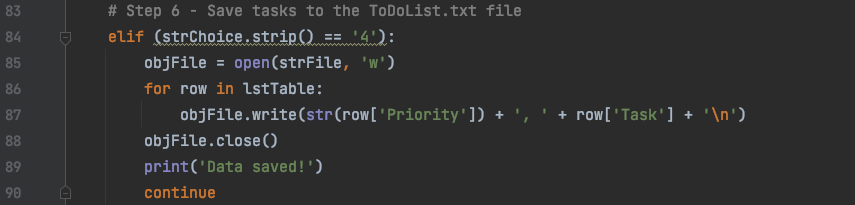 83 # Step 6 - Save tasks to the ToDoList.txt file
84 elif (strChoice.strip() == '4'):
85 objFile = open(strFile, 'w')
86 for row in lstTable:
87 objFile.write(str(row['Priority']) + ', ' + row['Task'] + '\n')
88 objFile.close()
89 print('Data saved!')
90 continue